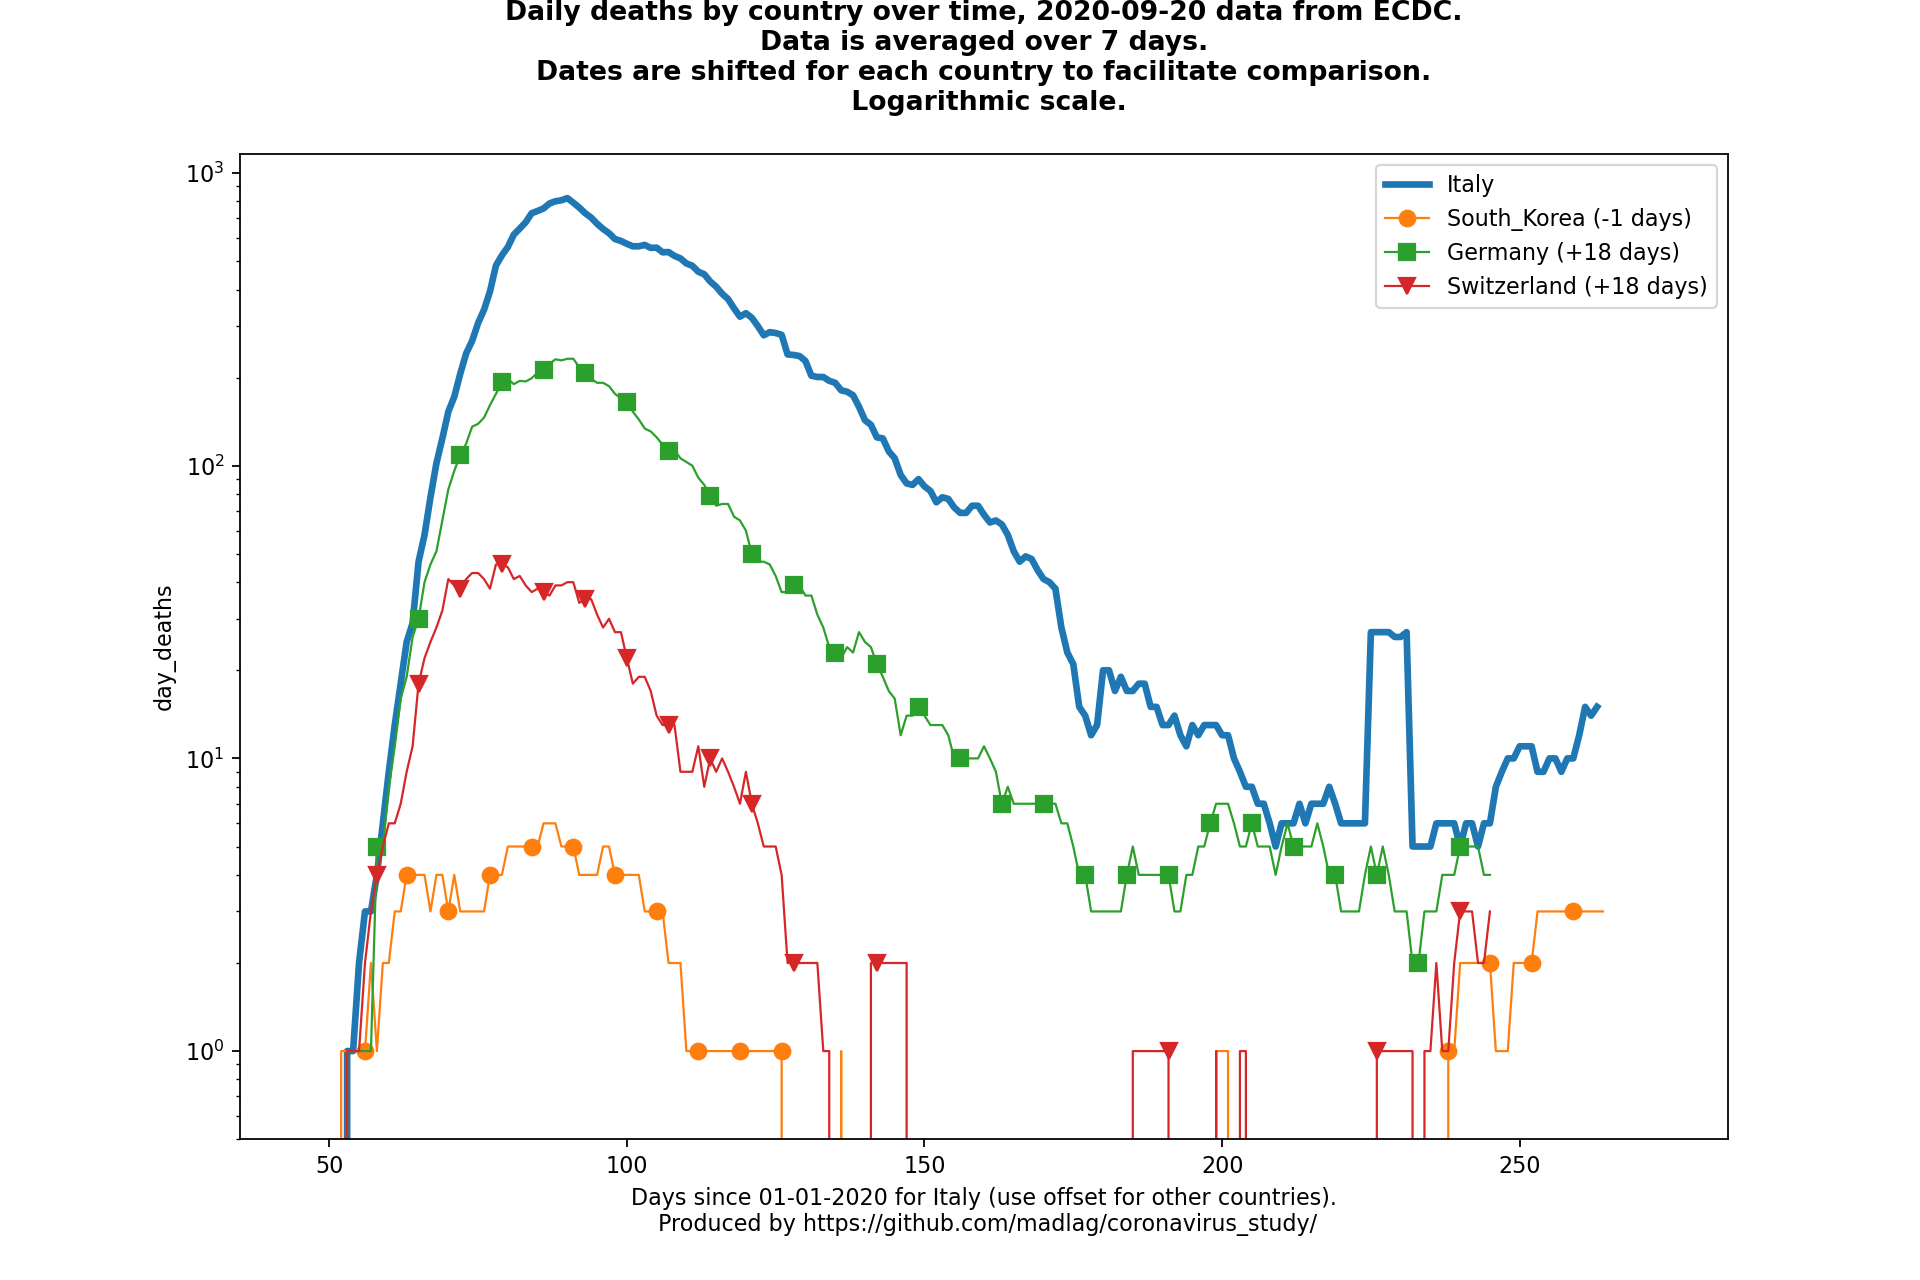 Daily deaths by country over time, 2020-09-20 data from ECDC.
Data is averaged over 7 days.
Dates are shifted for each country to facilitate comparison.
Logarithmic scale.
10³
10²
10¹
10⁰
day_deaths
Italy
South_Korea (-1 days)
Germany (+18 days)
Switzerland (+18 days)
50 100 150 200 250
Days since 01-01-2020 for Italy (use offset for other countries).
Produced by https://github.com/madlag/coronavirus_study/